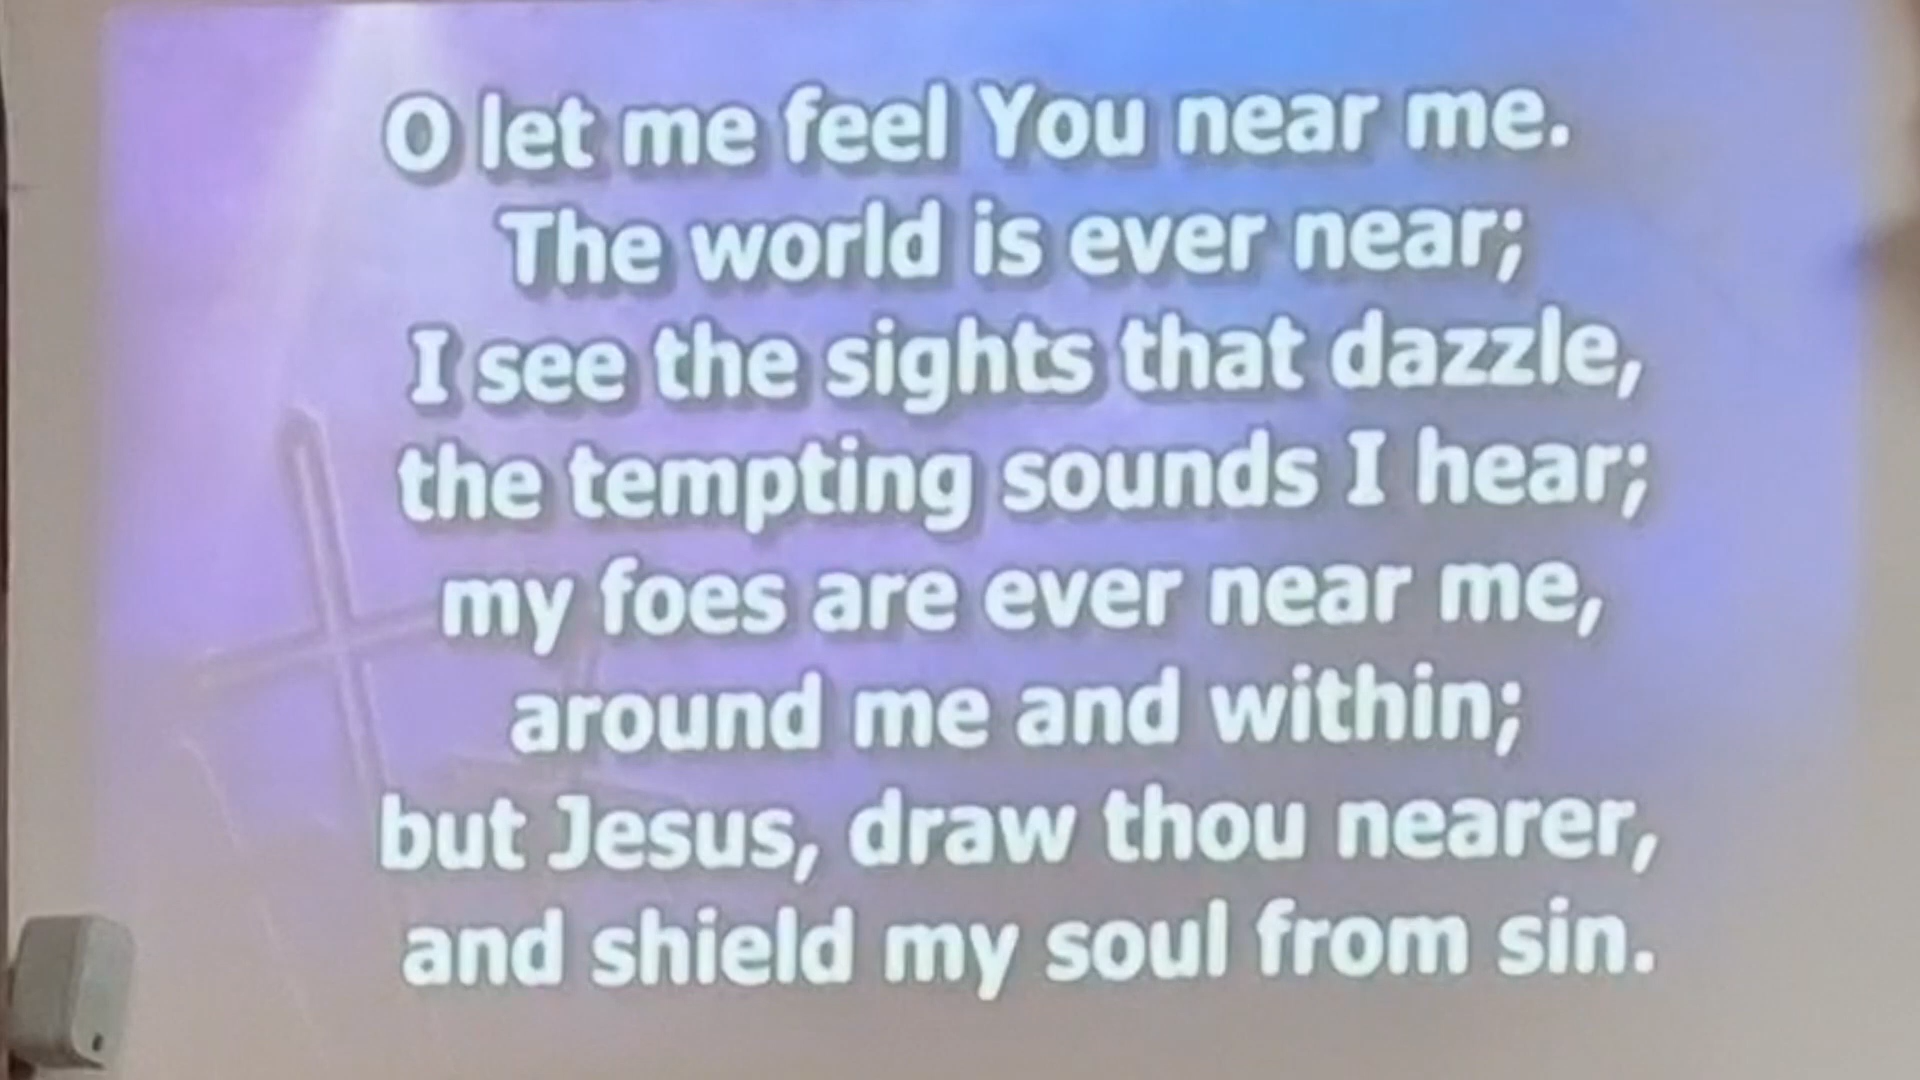 O let me feel You near me.
The world is ever near;
I see the sights that dazzle,
the tempting sounds I hear;
my foes are ever near me,
around me and within;
but Jesus, draw thou nearer,
and shield my soul from sin.